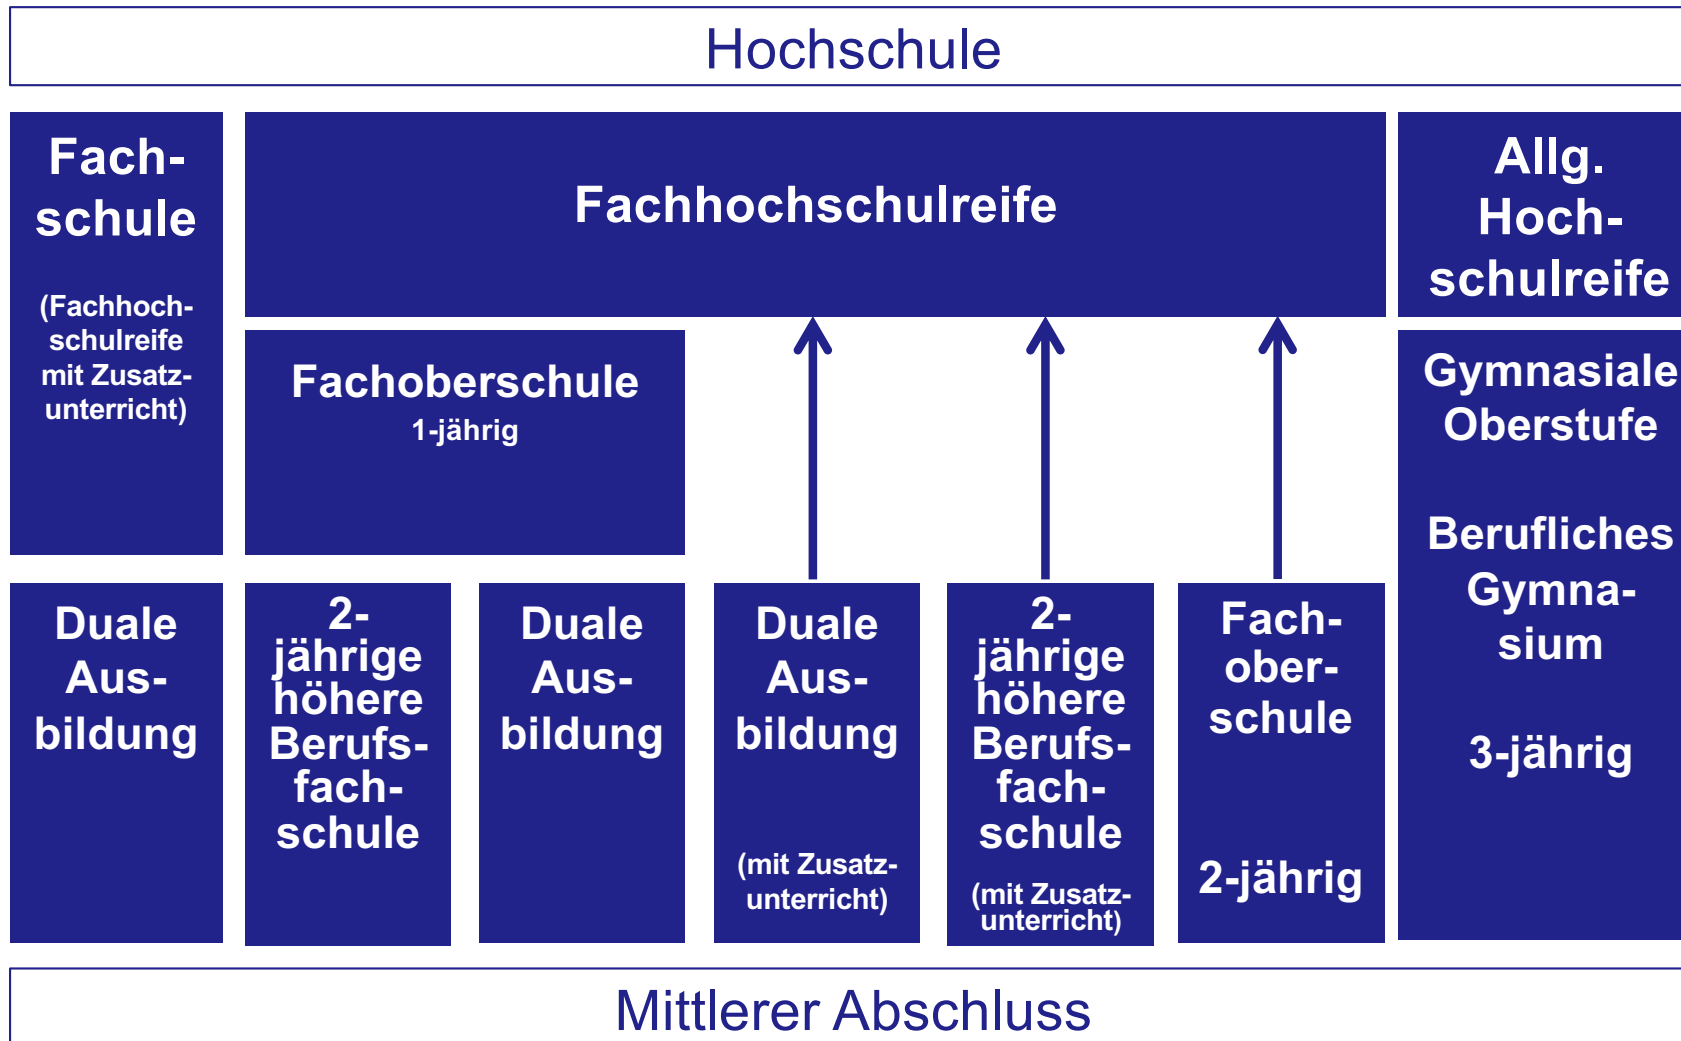 Hochschule
Fach-
schule
(Fachhoch-
schulreife
mit Zusatz-
unterricht)
Fachhochschulreife
Allg.
Hoch-
schulreife
Fachoberschule
1-jährig
Gymnasiale
Oberstufe
Berufliches
Gymna-
sium
3-jährig
Duale
Aus-
bildung
2-
jährige
höhere
Berufs-
fach-
schule
Duale
Aus-
bildung
Duale
Aus-
bildung
(mit Zusatz-
unterricht)
2-
jährige
höhere
Berufs-
fach-
schule
(mit Zusatz-
unterricht)
Fach-
ober-
schule
2-jährig
Mittlerer Abschluss